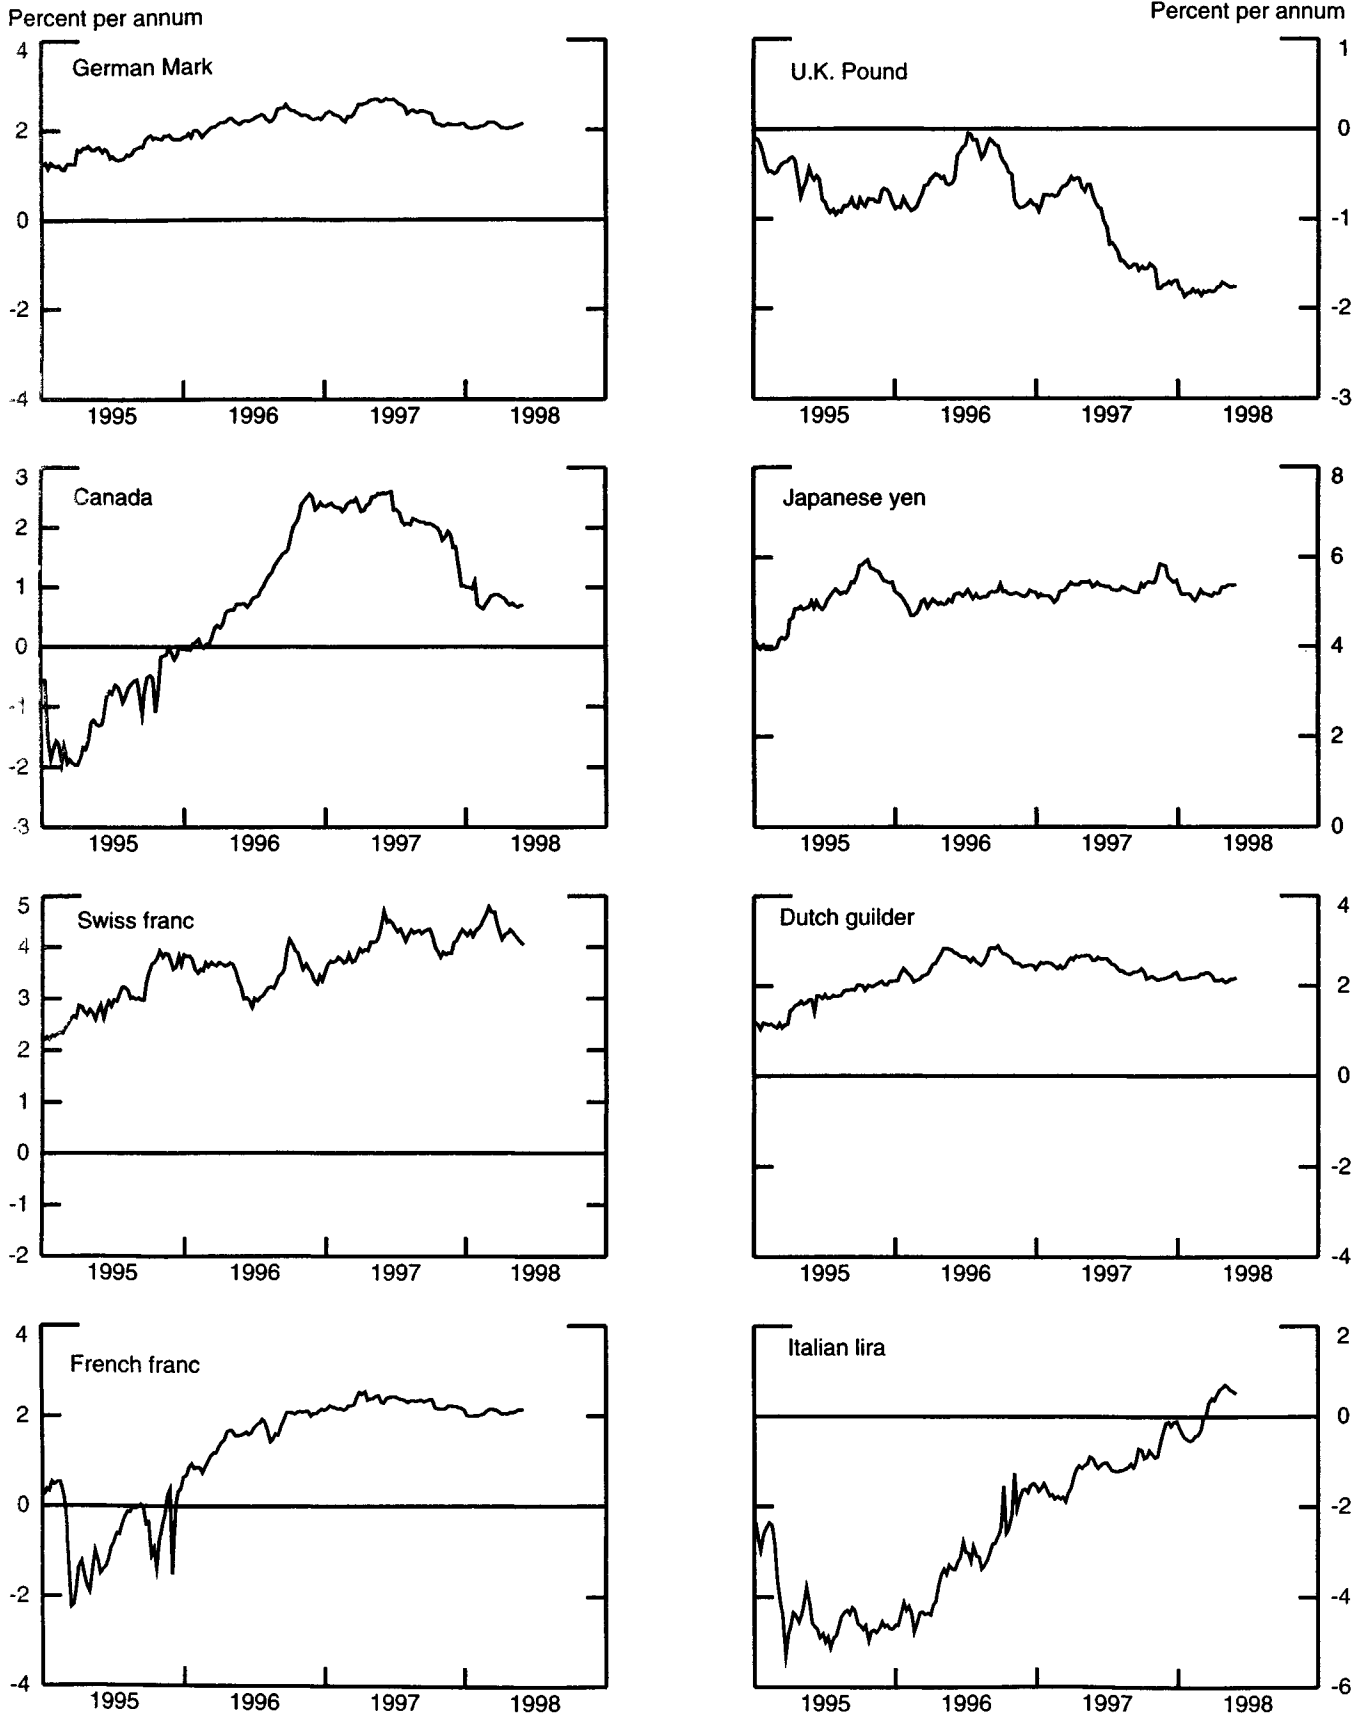 Percent per annum
Percent per annum
German Mark
4
2
0
-2
-4
1995 1996 1997 1998
U.K. Pound
1
0
-1
-2
-3
1995 1996 1997 1998
Canada
3
2
1
0
-1
-2
-3
1995 1996 1997 1998
Japanese yen
8
6
4
2
0
1995 1996 1997 1998
Swiss franc
5
4
3
2
1
0
-1
-2
1995 1996 1997 1998
Dutch guilder
4
2
0
-2
-4
1995 1996 1997 1998
French franc
4
2
0
-2
-4
1995 1996 1997 1998
Italian lira
2
0
-2
-4
-6
1995 1996 1997 1998